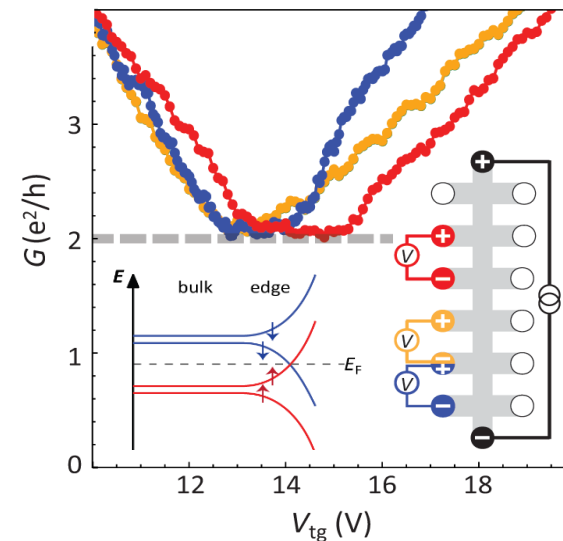 G (e²/h)
3
2
1
0
12
14
16
18
V_tg (V)
E
bulk
edge
E_F
+
+
V
−
+
V
−
+
V
−
−